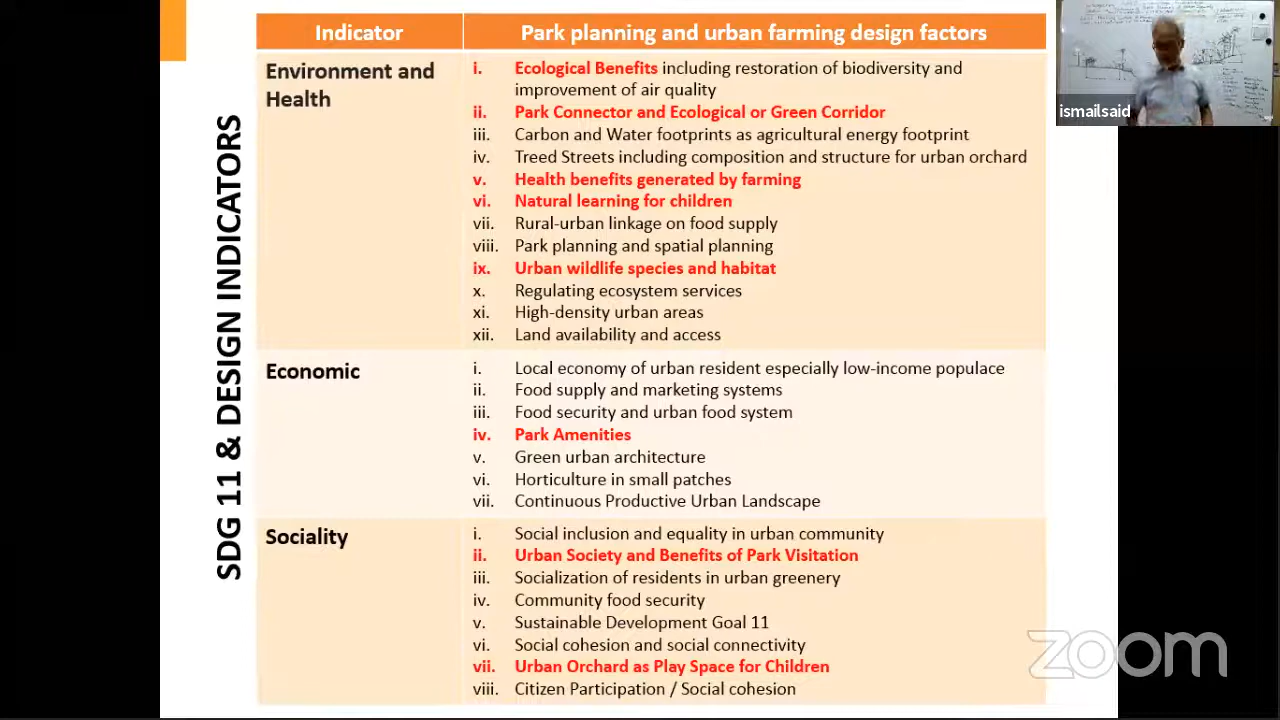 SDG 11 & DESIGN INDICATORS
Indicator
Park planning and urban farming design factors
Environment and
Health
i. Ecological Benefits including restoration of biodiversity and
improvement of air quality
ii. Park Connector and Ecological or Green Corridor
iii. Carbon and Water footprints as agricultural energy footprint
iv. Treed Streets including composition and structure for urban orchard
v. Health benefits generated by farming
vi. Natural learning for children
vii. Rural-urban linkage on food supply
viii. Park planning and spatial planning
ix. Urban wildlife species and habitat
x. Regulating ecosystem services
xi. High-density urban areas
xii. Land availability and access
Economic
i. Local economy of urban resident especially low-income populace
ii. Food supply and marketing systems
iii. Food security and urban food system
iv. Park Amenities
v. Green urban architecture
vi. Horticulture in small patches
vii. Continuous Productive Urban Landscape
Sociality
i. Social inclusion and equality in urban community
ii. Urban Society and Benefits of Park Visitation
iii. Socialization of residents in urban greenery
iv. Community food security
v. Sustainable Development Goal 11
vi. Social cohesion and social connectivity
vii. Urban Orchard as Play Space for Children
viii. Citizen Participation / Social cohesion
ismailsaid
zoom